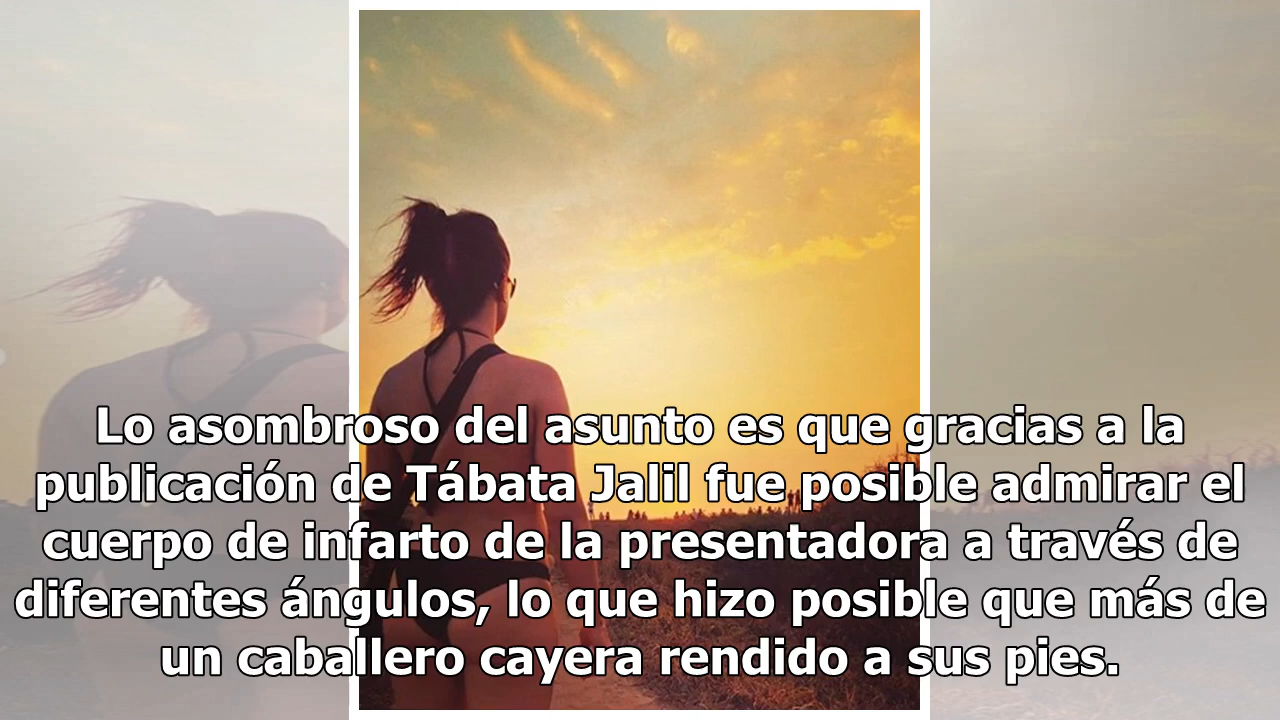 Lo asombroso del asunto es que gracias a la
publicación de Tábata Jalil fue posible admirar el
cuerpo de infarto de la presentadora a través de
diferentes ángulos, lo que hizo posible que más de
un caballero cayera rendido a sus pies.